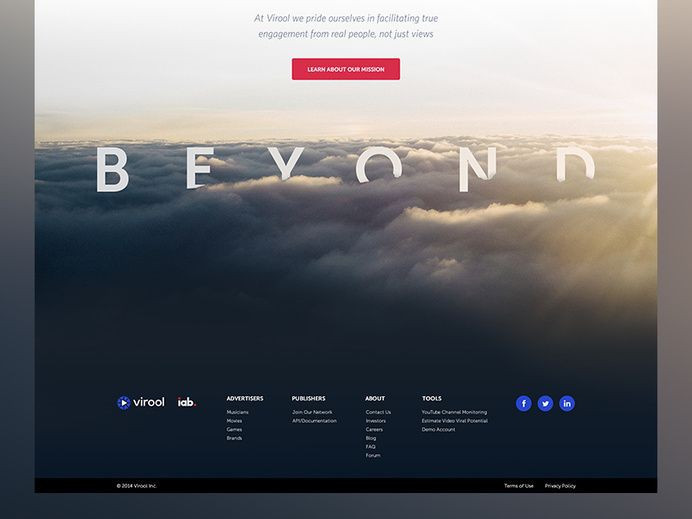 At Virool we pride ourselves in facilitating true
engagement from real people, not just views
LEARN ABOUT OUR MISSION
BEYOND
virool
iab.
ADVERTISERS
Musicians
Movies
Games
Brands
PUBLISHERS
Join Our Network
API/Documentation
ABOUT
Contact Us
Investors
Careers
Blog
FAQ
Forum
TOOLS
YouTube Channel Monitoring
Estimate Video Viral Potential
Demo Account
f
in
© 2014 Virool Inc.
Terms of Use
Privacy Policy